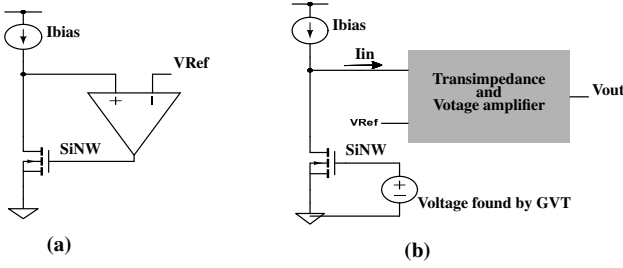 Ibias
VRef
+
SiNW
(a)
Ibias
Iin
Transimpedance
and
Votage amplifier
Vout
VRef
SiNW
+
Voltage found by GVT
(b)